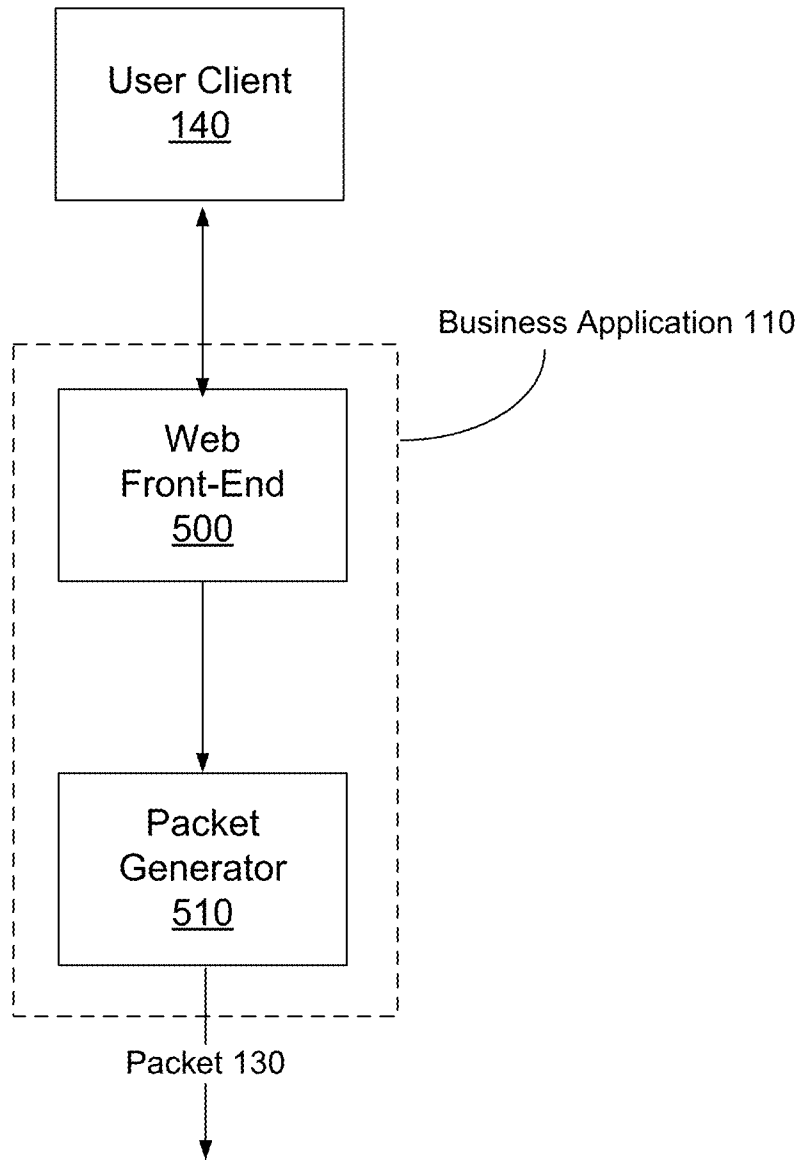 User Client
140
Business Application 110
Web
Front-End
500
Packet
Generator
510
Packet 130